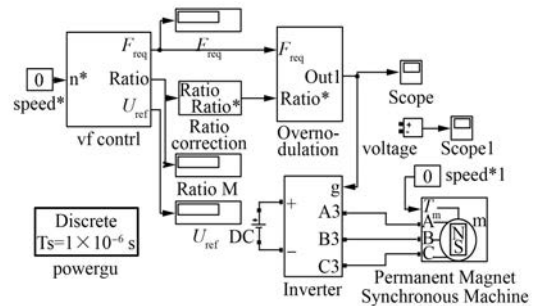 F_req
F_req
F_req
n*
Ratio
U_ref
0
speed*
vf contrl
Ratio
Ratio*
Ratio
correction
Out1
Ratio*
Overno-
dulation
Scope
voltage
Scope1
Ratio M
0
speed*1
U_ref
Discrete
Ts=1×10⁻⁶ s
powergu
DC
+
−
g
A3
B3
C3
Inverter
T
m
A
B
C
N
S
m
Permanent Magnet
Synchronous Machine